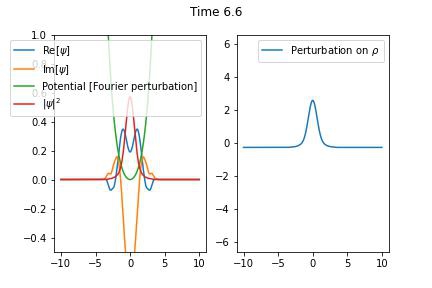 Time 6.6
Re[ψ]
Im[ψ]
Potential [Fourier perturbation]
|ψ|²
1.0
0.8
0.6
0.4
0.2
0.0
−0.2
−0.4
−10 −5 0 5 10
Perturbation on ρ
6
4
2
0
−2
−4
−6
−10 −5 0 5 10